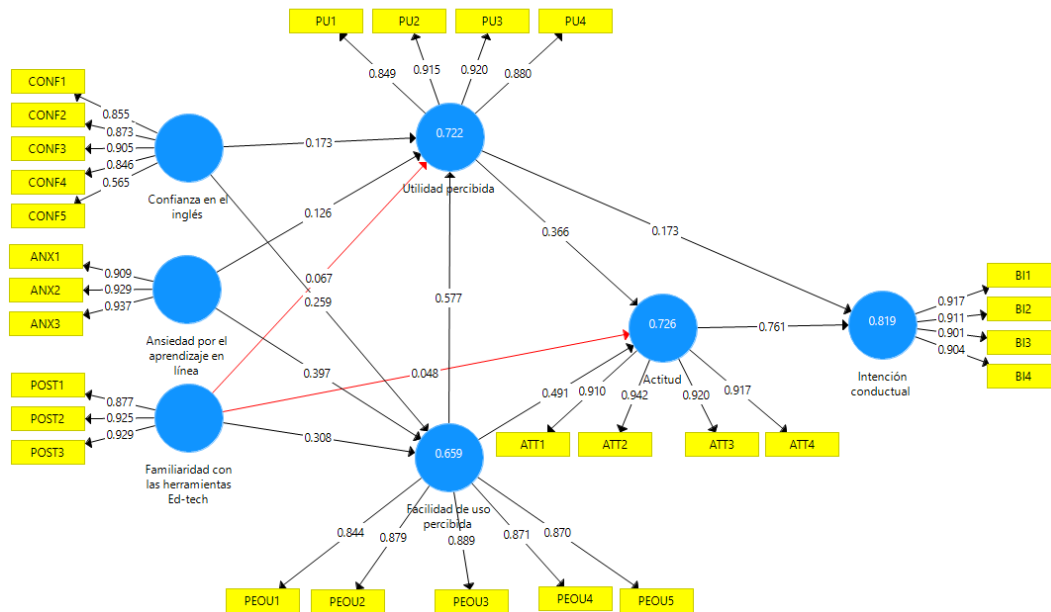 PU1
PU2
PU3
PU4
0.849
0.915
0.920
0.880
CONF1
CONF2
CONF3
CONF4
CONF5
0.855
0.873
0.905
0.846
0.565
Confianza en el
inglés
0.722
Utilidad percibida
0.173
0.126
0.067
0.259
0.577
0.366
0.173
ANX1
ANX2
ANX3
0.909
0.929
0.937
Ansiedad por el
aprendizaje en
línea
0.397
0.048
0.726
Actitud
0.761
0.819
Intención
conductual
0.917
0.911
0.901
0.904
BI1
BI2
BI3
BI4
POST1
POST2
POST3
0.877
0.925
0.929
Familiaridad con
las herramientas
Ed-tech
0.308
0.491
0.910
0.942
0.920
0.917
ATT1
ATT2
ATT3
ATT4
0.659
Facilidad de uso
percibida
0.844
0.879
0.889
0.871
0.870
PEOU1
PEOU2
PEOU3
PEOU4
PEOU5